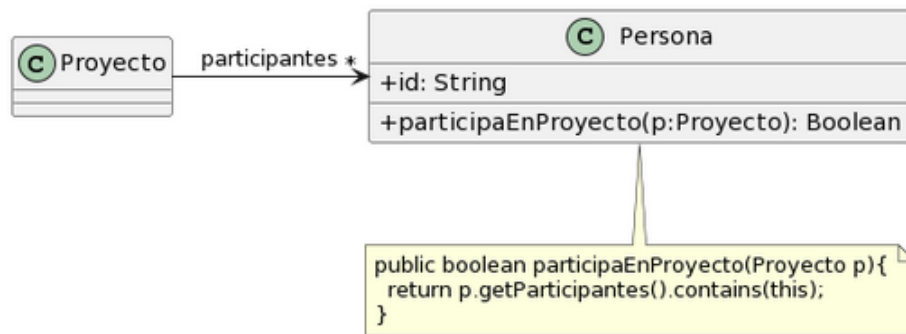 C Persona
C Proyecto
participantes *
+id: String
+participaEnProyecto(p:Proyecto): Boolean
public boolean participaEnProyecto(Proyecto p){
return p.getParticipantes().contains(this);
}